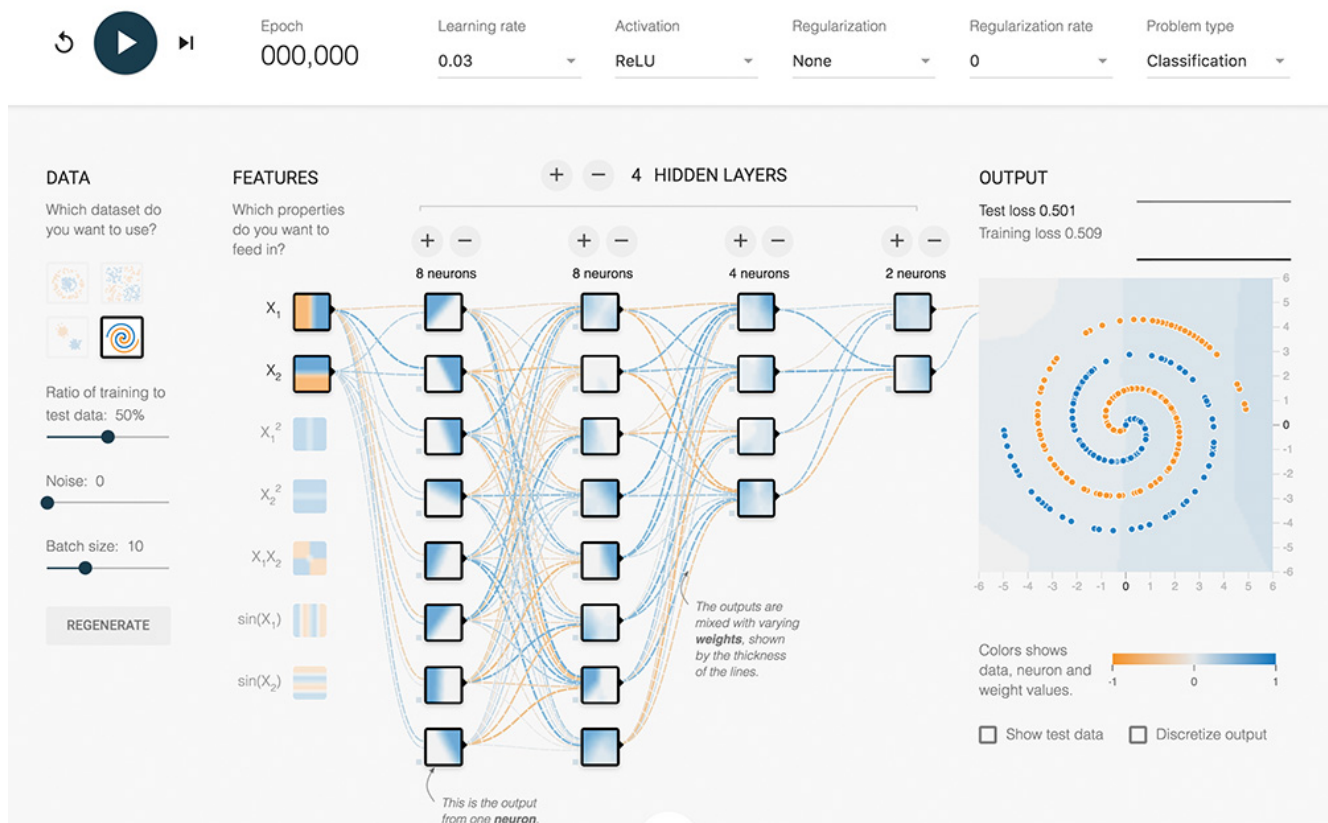 Epoch
000,000
Learning rate
0.03
Activation
ReLU
Regularization
None
Regularization rate
0
Problem type
Classification
DATA
Which dataset do
you want to use?
Ratio of training to
test data: 50%
Noise: 0
Batch size: 10
REGENERATE
FEATURES
Which properties
do you want to
feed in?
X₁
X₂
X₁²
X₂²
X₁X₂
sin(X₁)
sin(X₂)
+ − 4 HIDDEN LAYERS
+ − + − + − + −
8 neurons 8 neurons 4 neurons 2 neurons
The outputs are
mixed with varying
weights, shown
by the thickness
of the lines.
This is the output
from one neuron.
OUTPUT
Test loss 0.501
Training loss 0.509
6
5
4
3
2
1
0
-1
-2
-3
-4
-5
-6
-6 -5 -4 -3 -2 -1 0 1 2 3 4 5 6
Colors shows
data, neuron and
weight values.
-1 0 1
Show test data Discretize output